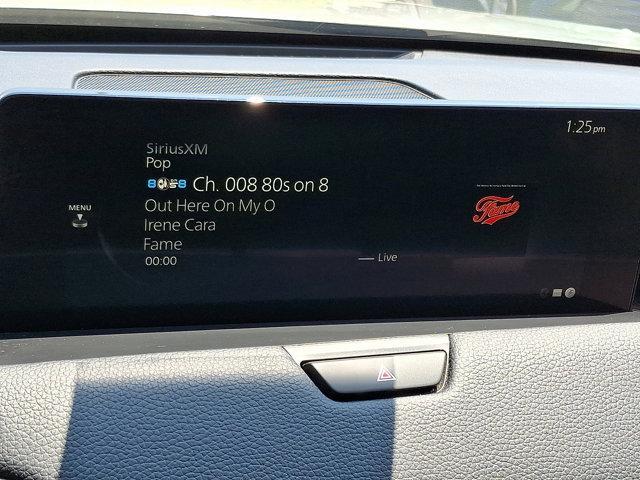 1:25pm
SiriusXM
Pop
Ch. 008 80s on 8
Out Here On My O
Irene Cara
Fame
00:00
Live
MENU
Fame